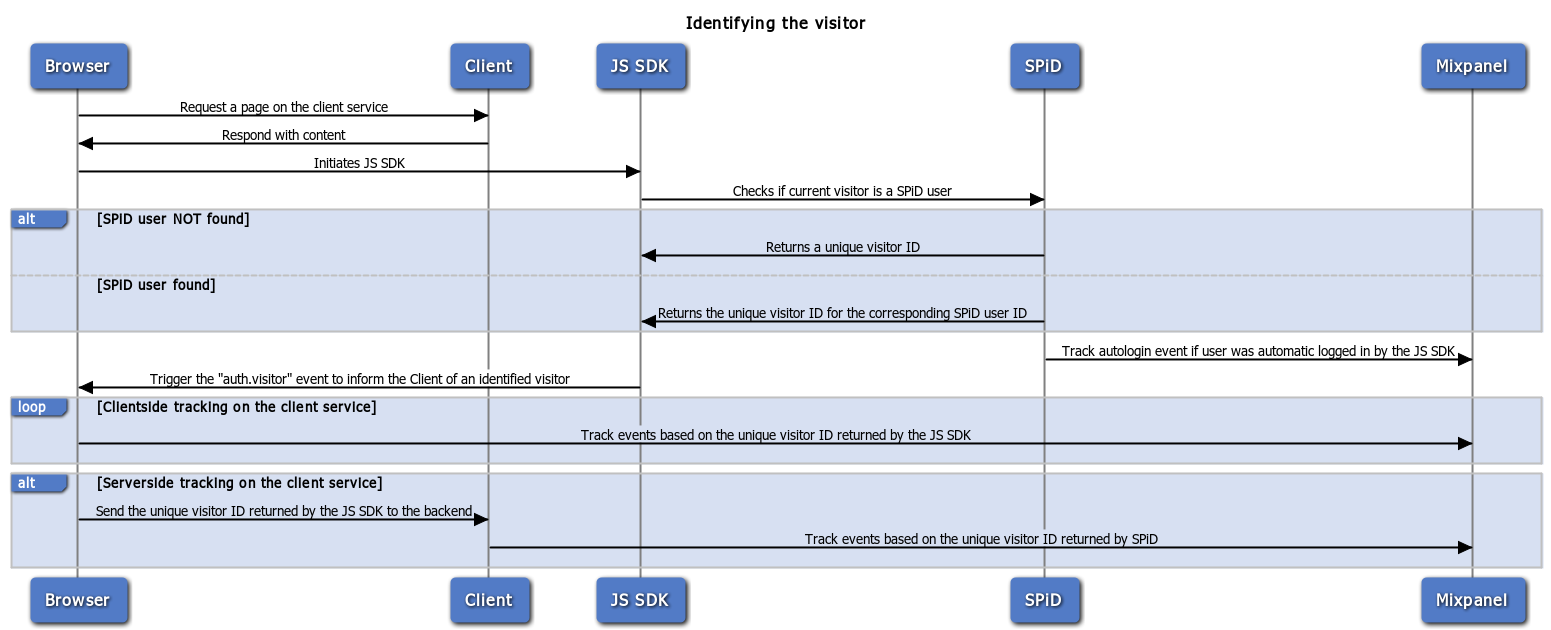 Identifying the visitor
Browser
Client
JS SDK
SPiD
Mixpanel
Request a page on the client service
Respond with content
Initiates JS SDK
Checks if current visitor is a SPiD user
alt
[SPiD user NOT found]
Returns a unique visitor ID
[SPiD user found]
Returns the unique visitor ID for the corresponding SPiD user ID
Track autologin event if user was automatic logged in by the JS SDK
Trigger the "auth.visitor" event to inform the Client of an identified visitor
loop
[Clientside tracking on the client service]
Track events based on the unique visitor ID returned by the JS SDK
alt
[Serverside tracking on the client service]
Send the unique visitor ID returned by the JS SDK to the backend
Track events based on the unique visitor ID returned by SPiD
Browser
Client
JS SDK
SPiD
Mixpanel